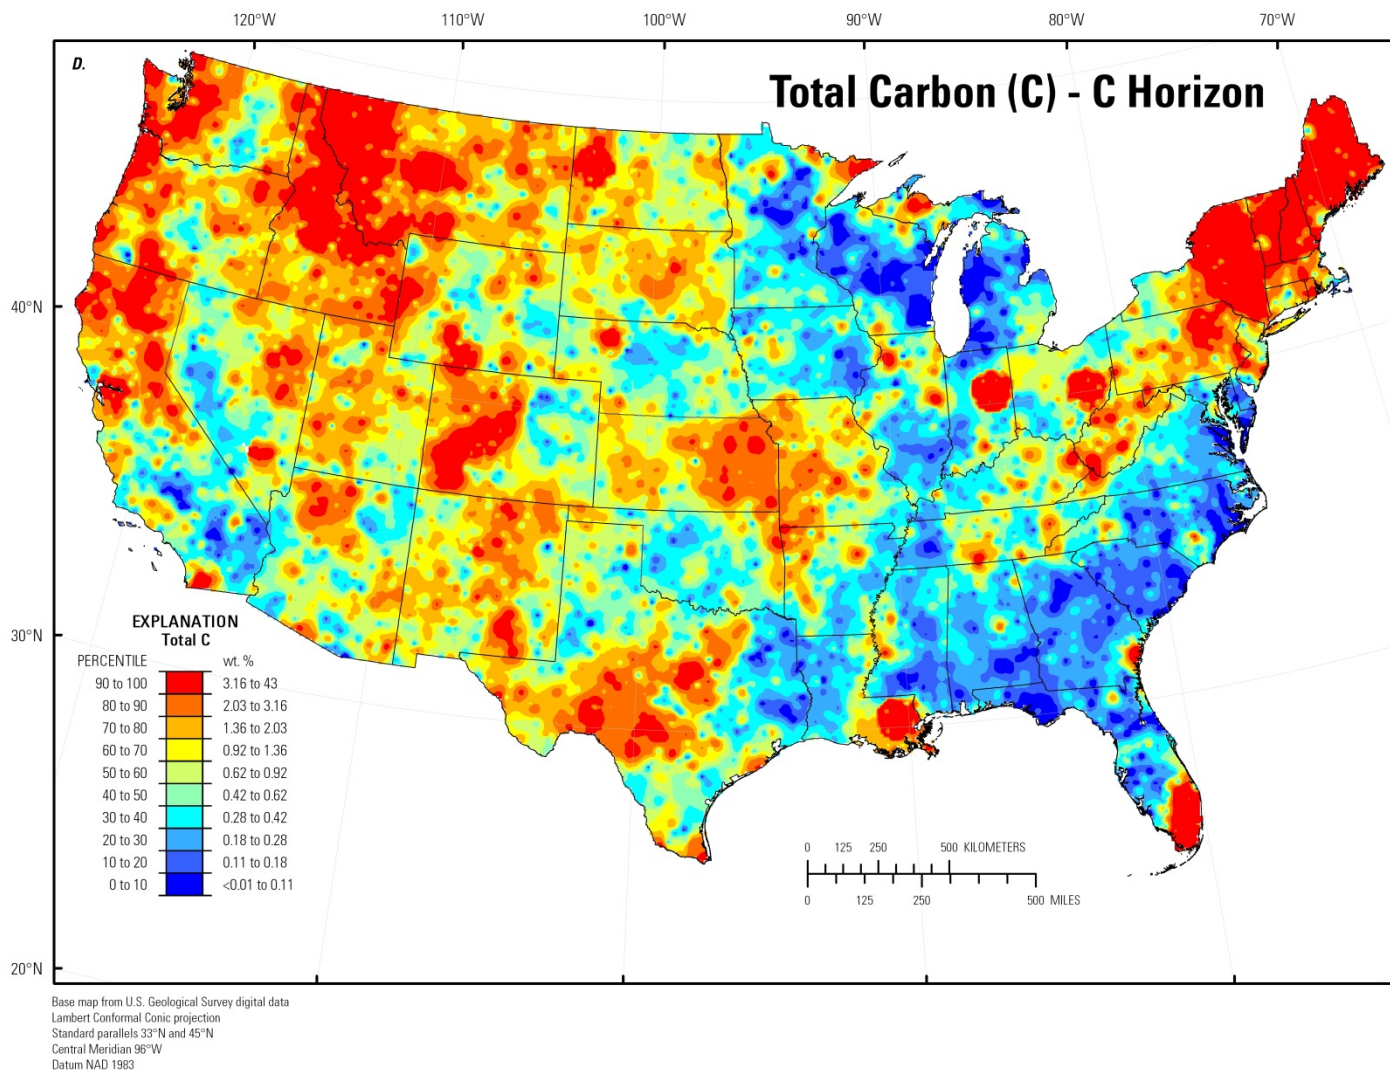 120°W 110°W 100°W 90°W 80°W 70°W
D.
Total Carbon (C) - C Horizon
40°N
30°N
20°N
EXPLANATION
Total C
PERCENTILE wt. %
90 to 100 3.16 to 43
80 to 90 2.03 to 3.16
70 to 80 1.36 to 2.03
60 to 70 0.92 to 1.36
50 to 60 0.62 to 0.92
40 to 50 0.42 to 0.62
30 to 40 0.28 to 0.42
20 to 30 0.18 to 0.28
10 to 20 0.11 to 0.18
0 to 10 <0.01 to 0.11
0 125 250 500 KILOMETERS
0 125 250 500 MILES
Base map from U.S. Geological Survey digital data
Lambert Conformal Conic projection
Standard parallels 33°N and 45°N
Central Meridian 96°W
Datum NAD 1983